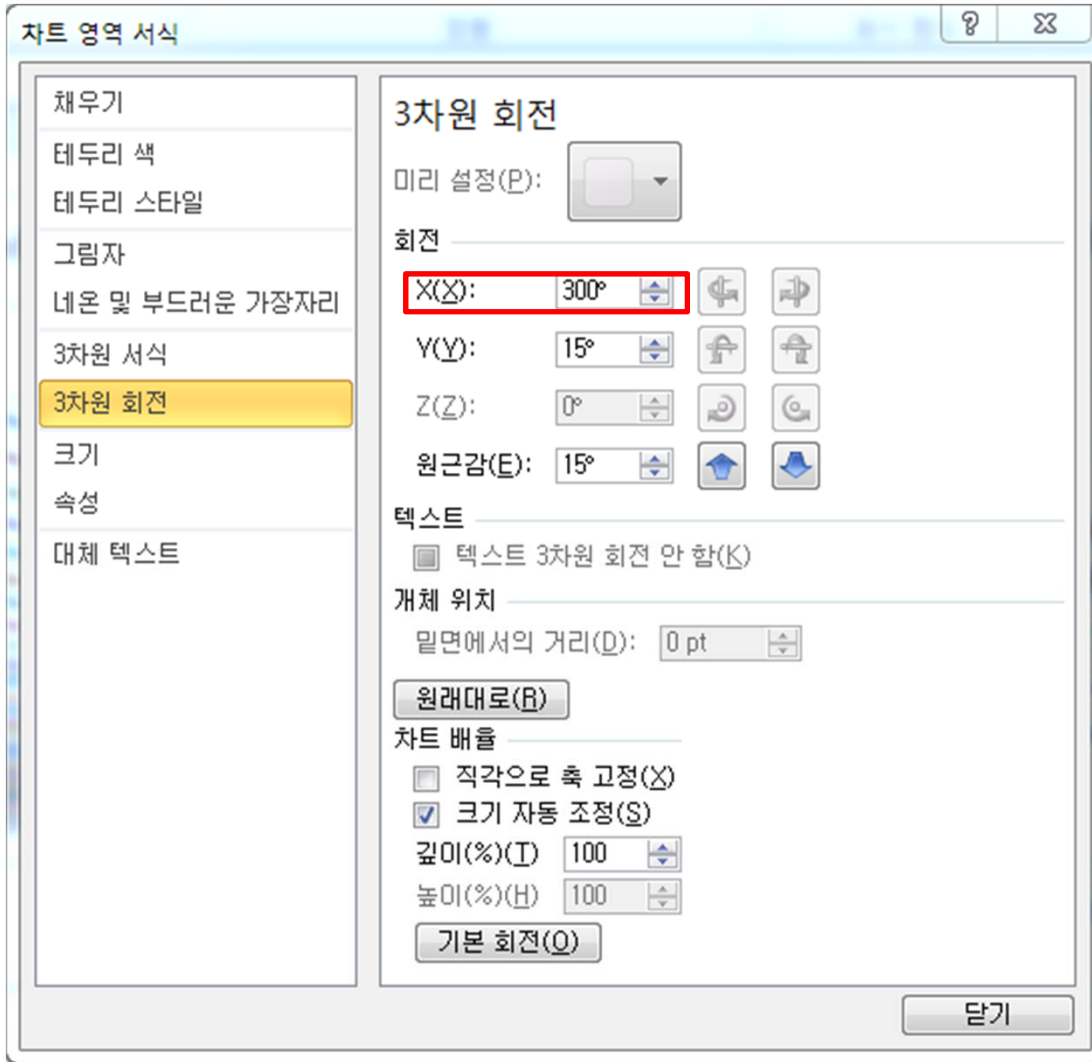 차트 영역 서식
채우기
테두리 색
테두리 스타일
그림자
네온 및 부드러운 가장자리
3차원 서식
3차원 회전
크기
속성
대체 텍스트
3차원 회전
미리 설정(P):
회전
X(X): 300°
Y(Y): 15°
Z(Z): 0°
원근감(E): 15°
텍스트
텍스트 3차원 회전 안 함(K)
개체 위치
밑면에서의 거리(D): 0 pt
원래대로(R)
차트 배율
직각으로 축 고정(X)
크기 자동 조정(S)
깊이(%)(T) 100
높이(%)(H) 100
기본 회전(O)
닫기